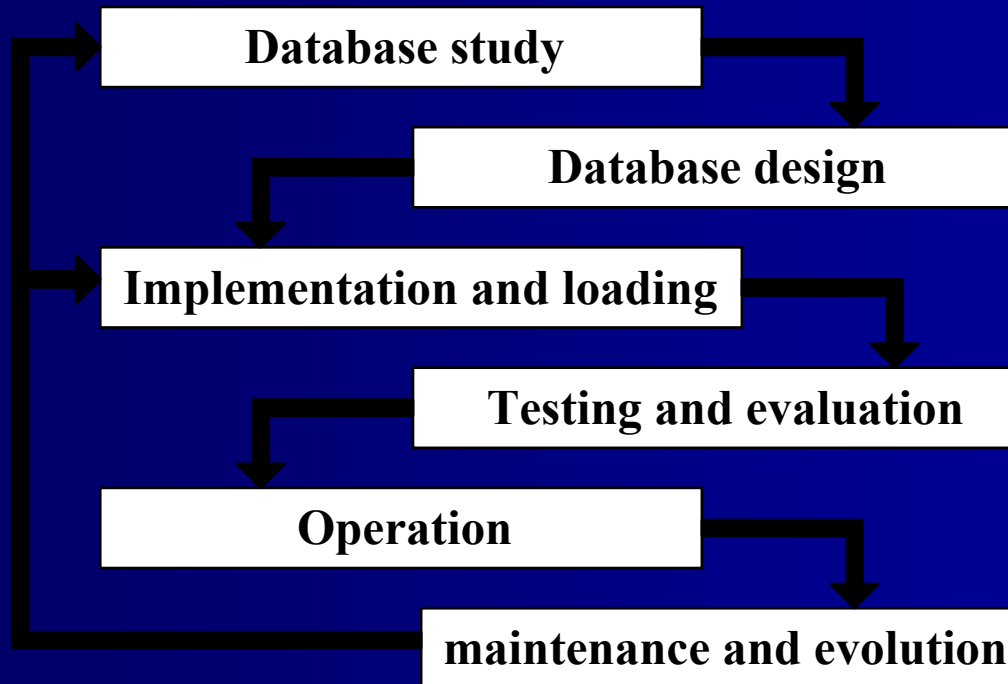 Database study
Database design
Implementation and loading
Testing and evaluation
Operation
maintenance and evolution